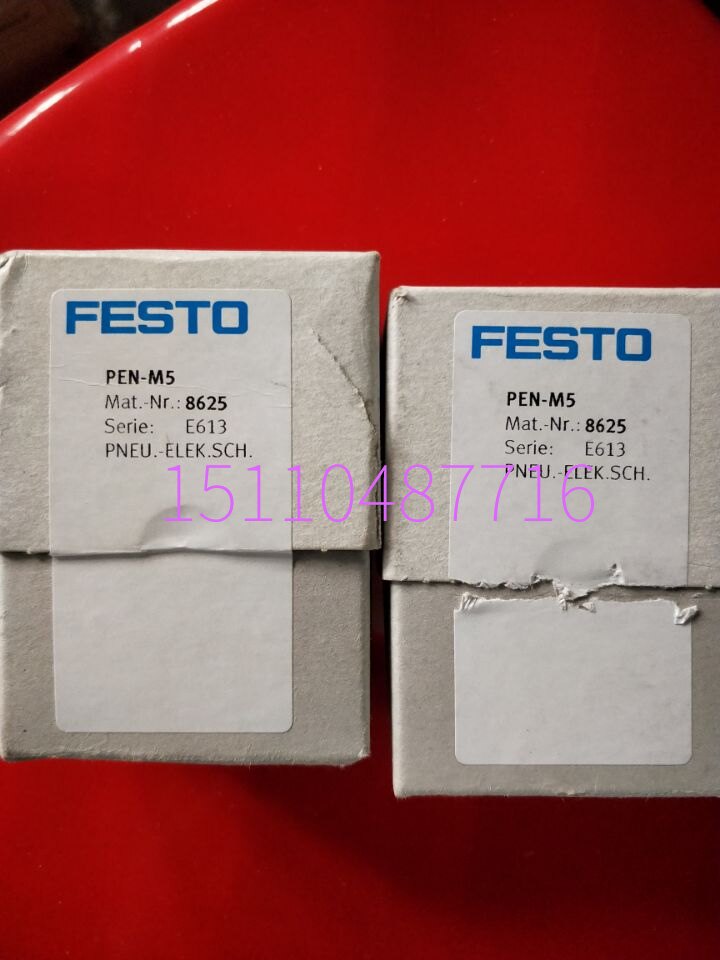 FESTO
PEN-M5
Mat.-Nr.: 8625
Serie: E613
PNEU.-ELEK.SCH.
FESTO
PEN-M5
Mat.-Nr.: 8625
Serie: E613
PNEU.-ELEK.SCH.
15110487716